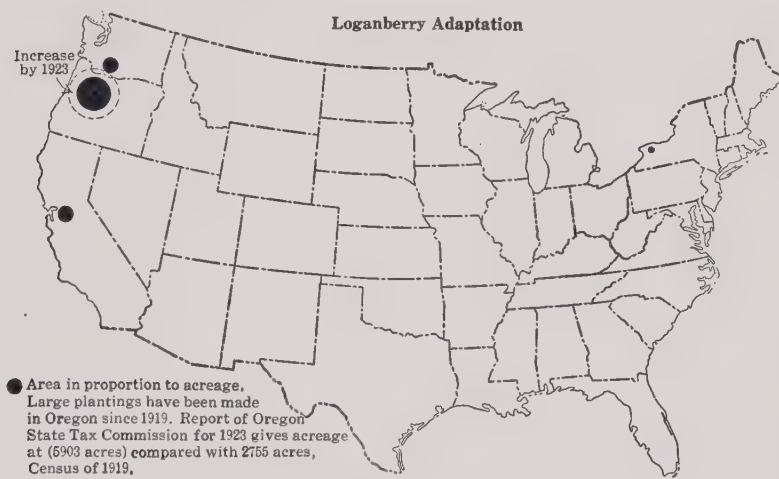 Loganberry Adaptation
Increase
by 1923
Area in proportion to acreage.
Large plantings have been made
in Oregon since 1919. Report of Oregon
State Tax Commission for 1923 gives acreage
at (5903 acres) compared with 2755 acres,
Census of 1919.